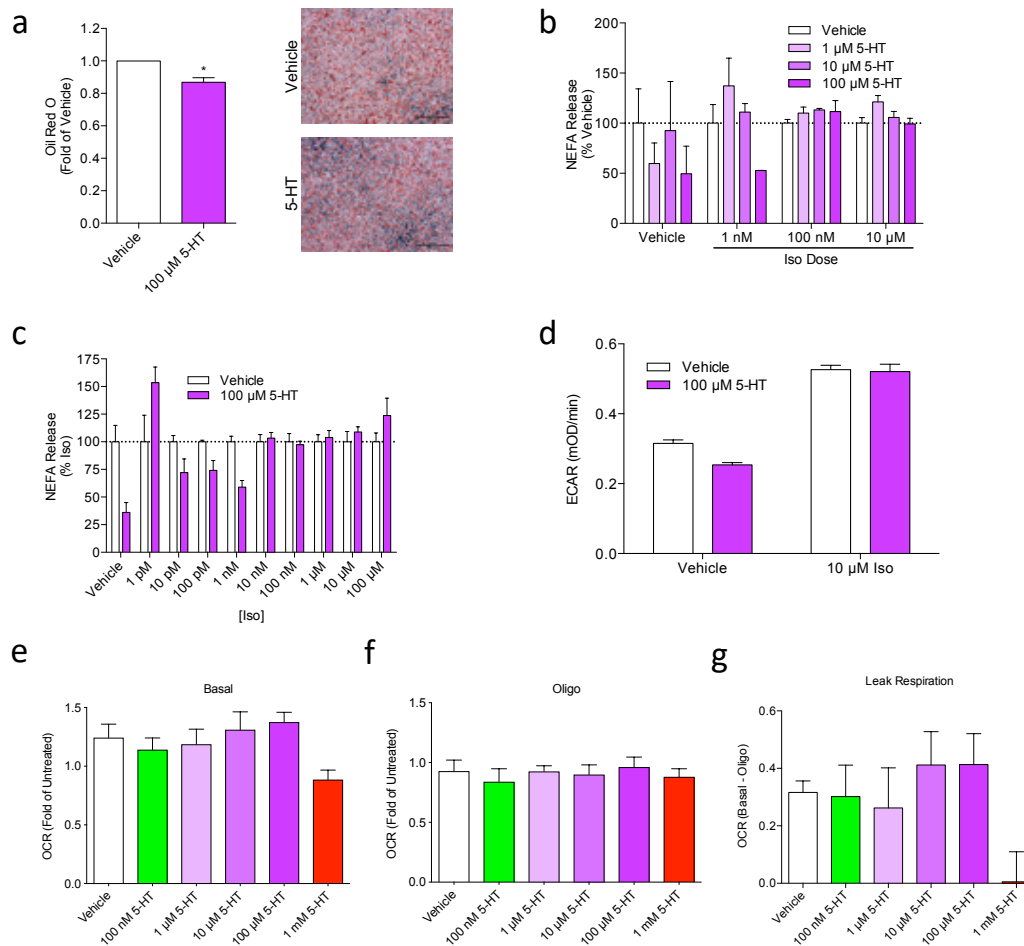 a
1.2
1.0
0.8
0.6
0.4
0.2
0.0
Oil Red O
(Fold of Vehicle)
*
Vehicle
100 µM 5-HT
Vehicle
5-HT
b
200
150
100
50
0
NEFA Release
(% Vehicle)
Vehicle
1 µM 5-HT
10 µM 5-HT
100 µM 5-HT
Vehicle
1 nM
100 nM
10 µM
Iso Dose
c
175
150
125
100
75
50
25
0
NEFA Release
(% Iso)
Vehicle
100 µM 5-HT
Vehicle
1 pM
10 pM
100 pM
1 nM
10 nM
100 nM
1 µM
10 µM
100 µM
[Iso]
d
0.6
0.4
0.2
0.0
ECAR (mOD/min)
Vehicle
100 µM 5-HT
Vehicle
10 µM Iso
e
Basal
1.5
1.0
0.5
0.0
OCR (Fold of Untreated)
Vehicle
100 nM 5-HT
1 µM 5-HT
10 µM 5-HT
100 µM 5-HT
1 mM 5-HT
f
Oligo
1.5
1.0
0.5
0.0
OCR (Fold of Untreated)
Vehicle
100 nM 5-HT
1 µM 5-HT
10 µM 5-HT
100 µM 5-HT
1 mM 5-HT
g
Leak Respiration
0.6
0.4
0.2
0.0
OCR (Basal - Oligo)
Vehicle
100 nM 5-HT
1 µM 5-HT
10 µM 5-HT
100 µM 5-HT
1 mM 5-HT